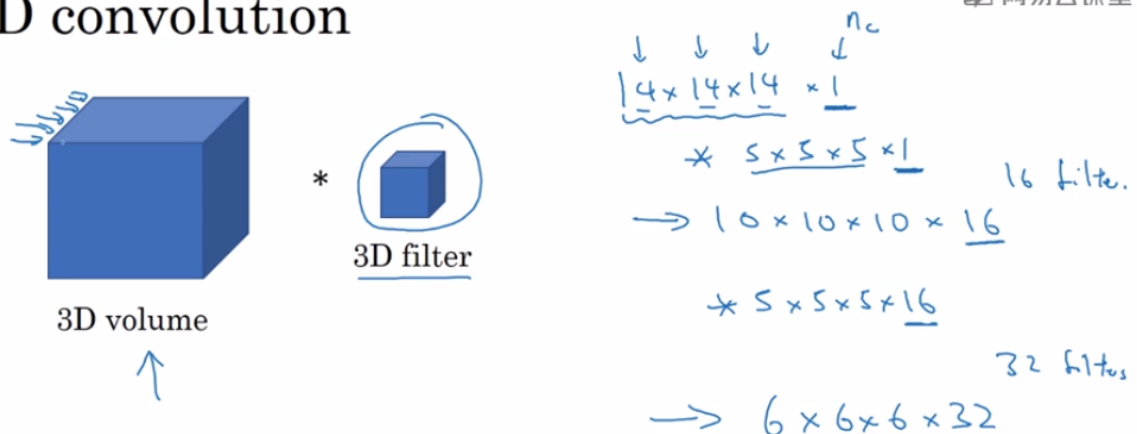 D convolution
n_c
14 × 14 × 14 × 1
* 5 × 5 × 5 × 1
16 filte.
→ 10 × 10 × 10 × 16
*
3D filter
* 5 × 5 × 5 × 16
3D volume
32 filters
→ 6 × 6 × 6 × 32